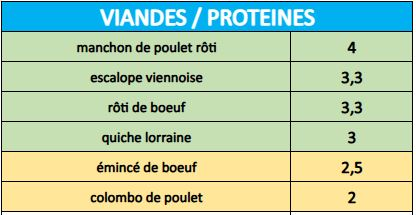 VIANDES / PROTEINES
manchon de poulet rôti 4
escalope viennoise 3,3
rôti de boeuf 3,3
quiche lorraine 3
émincé de boeuf 2,5
colombo de poulet 2